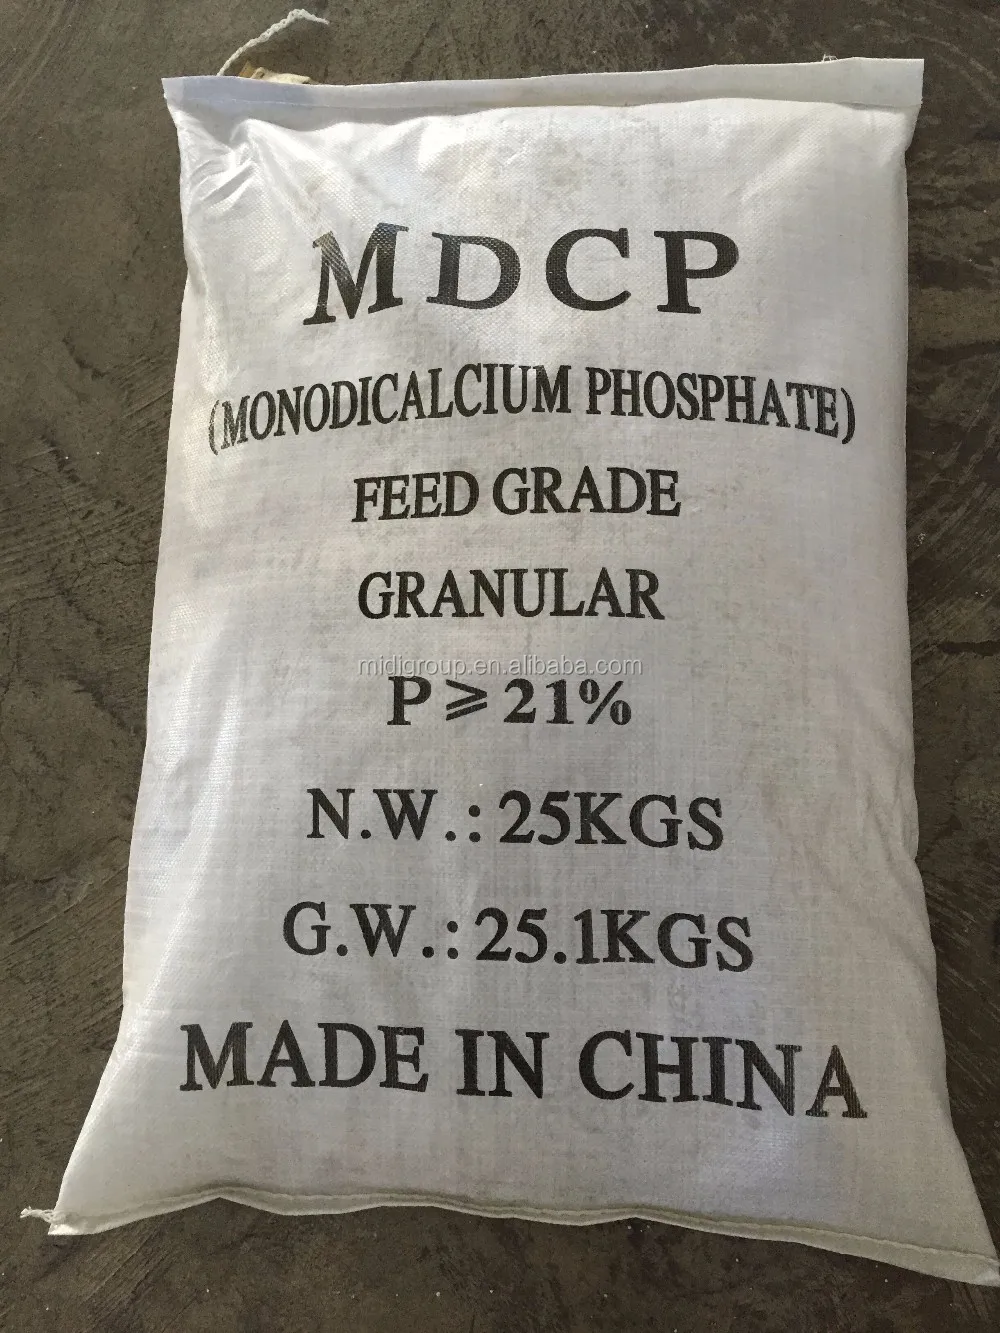 MDCP
(MONODICALCIUM PHOSPHATE)
FEED GRADE
GRANULAR
midigroup.en.alibaba.com
P⩾21%
N.W.:25KGS
G.W.:25.1KGS
MADE IN CHINA